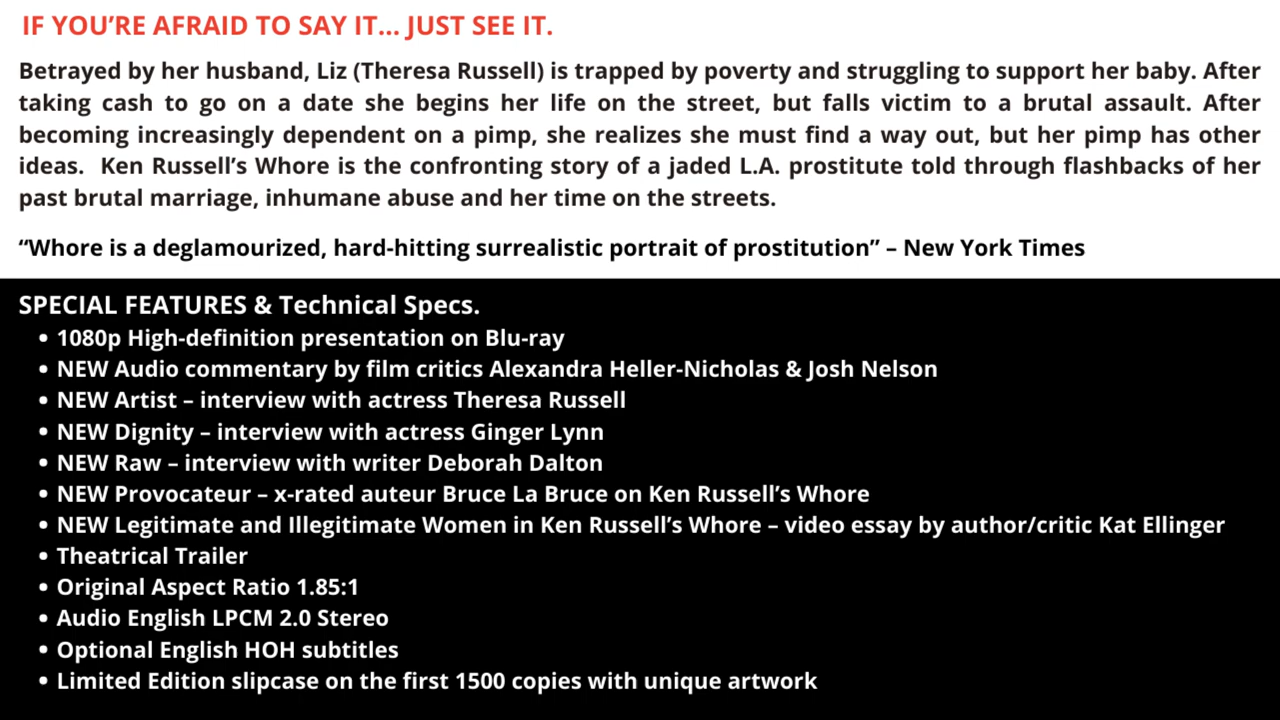 IF YOU’RE AFRAID TO SAY IT... JUST SEE IT.
Betrayed by her husband, Liz (Theresa Russell) is trapped by poverty and struggling to support her baby. After
taking cash to go on a date she begins her life on the street, but falls victim to a brutal assault. After
becoming increasingly dependent on a pimp, she realizes she must find a way out, but her pimp has other
ideas.  Ken Russell’s Whore is the confronting story of a jaded L.A. prostitute told through flashbacks of her
past brutal marriage, inhumane abuse and her time on the streets.
“Whore is a deglamourized, hard-hitting surrealistic portrait of prostitution” – New York Times
SPECIAL FEATURES & Technical Specs.
• 1080p High-definition presentation on Blu-ray
• NEW Audio commentary by film critics Alexandra Heller-Nicholas & Josh Nelson
• NEW Artist – interview with actress Theresa Russell
• NEW Dignity – interview with actress Ginger Lynn
• NEW Raw – interview with writer Deborah Dalton
• NEW Provocateur – x-rated auteur Bruce La Bruce on Ken Russell’s Whore
• NEW Legitimate and Illegitimate Women in Ken Russell’s Whore – video essay by author/critic Kat Ellinger
• Theatrical Trailer
• Original Aspect Ratio 1.85:1
• Audio English LPCM 2.0 Stereo
• Optional English HOH subtitles
• Limited Edition slipcase on the first 1500 copies with unique artwork